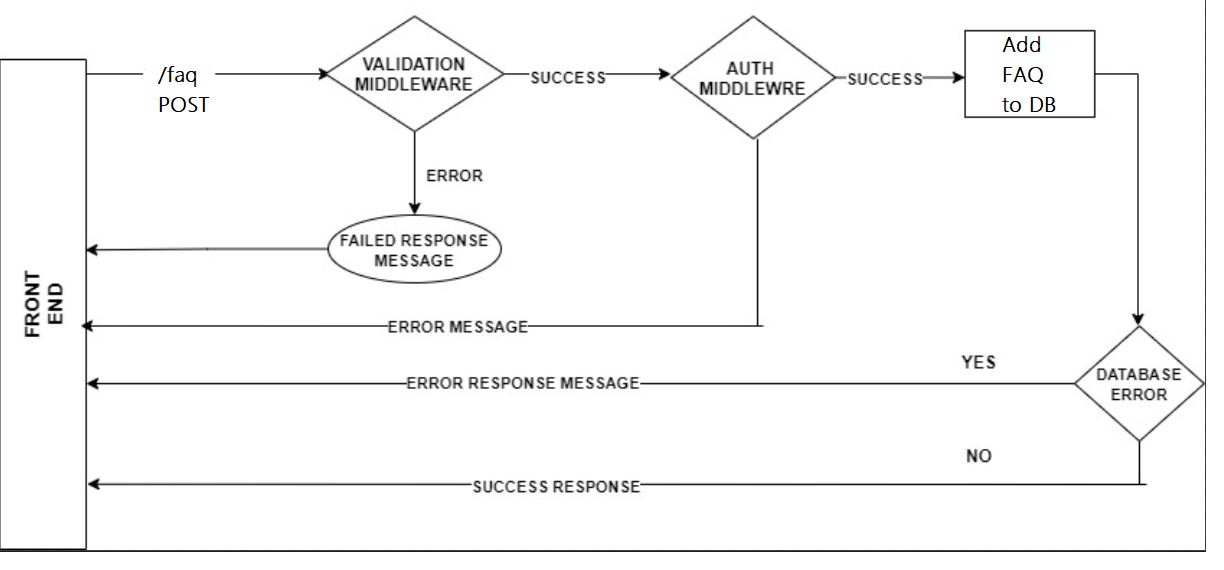 /faq
POST
VALIDATION
MIDDLEWARE
SUCCESS
AUTH
MIDDLEWRE
SUCCESS
Add
FAQ
to DB
ERROR
FAILED RESPONSE
MESSAGE
FRONT
END
ERROR MESSAGE
YES
ERROR RESPONSE MESSAGE
DATABASE
ERROR
NO
SUCCESS RESPONSE